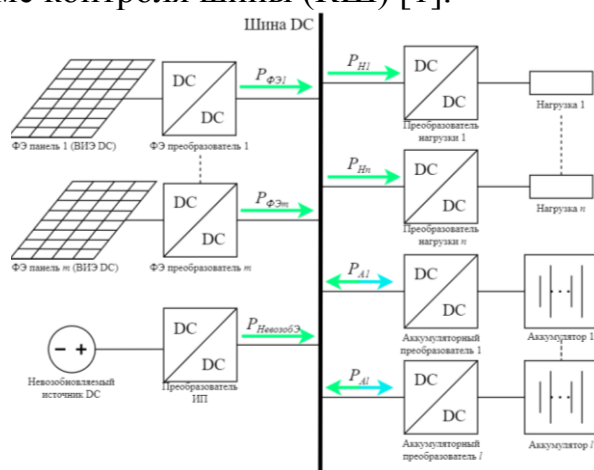 ме контроля шины (КШ) [1].
Шина DC
DC
DC
P_ФЭ1
ФЭ панель 1 (ВИЭ DC)
ФЭ преобразователь 1
DC
DC
P_ФЭm
ФЭ панель m (ВИЭ DC)
ФЭ преобразователь m
DC
DC
P_НевозобЭ
− +
Невозобновляемый
источник DC
Преобразователь
ИП
P_Н1
DC
DC
Преобразователь
нагрузки 1
Нагрузка 1
P_Нn
DC
DC
Преобразователь
нагрузки n
Нагрузка n
P_А1
DC
DC
Аккумуляторный
преобразователь 1
Аккумулятор 1
P_Аl
DC
DC
Аккумуляторный
преобразователь l
Аккумулятор l